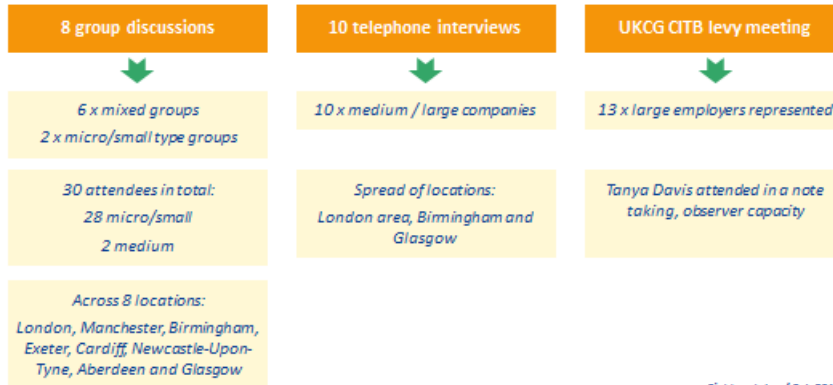 8 group discussions
10 telephone interviews
UKCG CITB levy meeting
6 x mixed groups
2 x micro/small type groups
10 x medium / large companies
13 x large employers represented
30 attendees in total:
28 micro/small
2 medium
Spread of locations:
London area, Birmingham and
Glasgow
Tanya Davis attended in a note
taking, observer capacity
Across 8 locations:
London, Manchester, Birmingham,
Exeter, Cardiff, Newcastle-Upon-
Tyne, Aberdeen and Glasgow